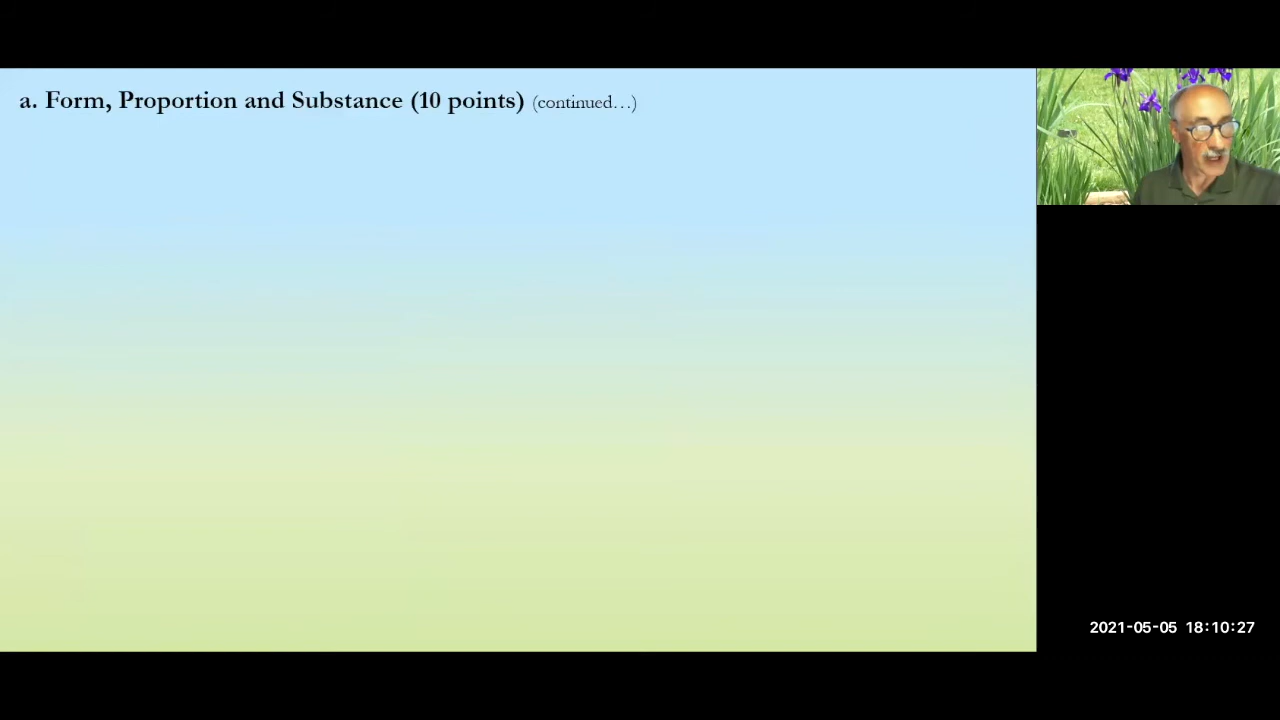 a. Form, Proportion and Substance (10 points) (continued…)
2021-05-05 18:10:27